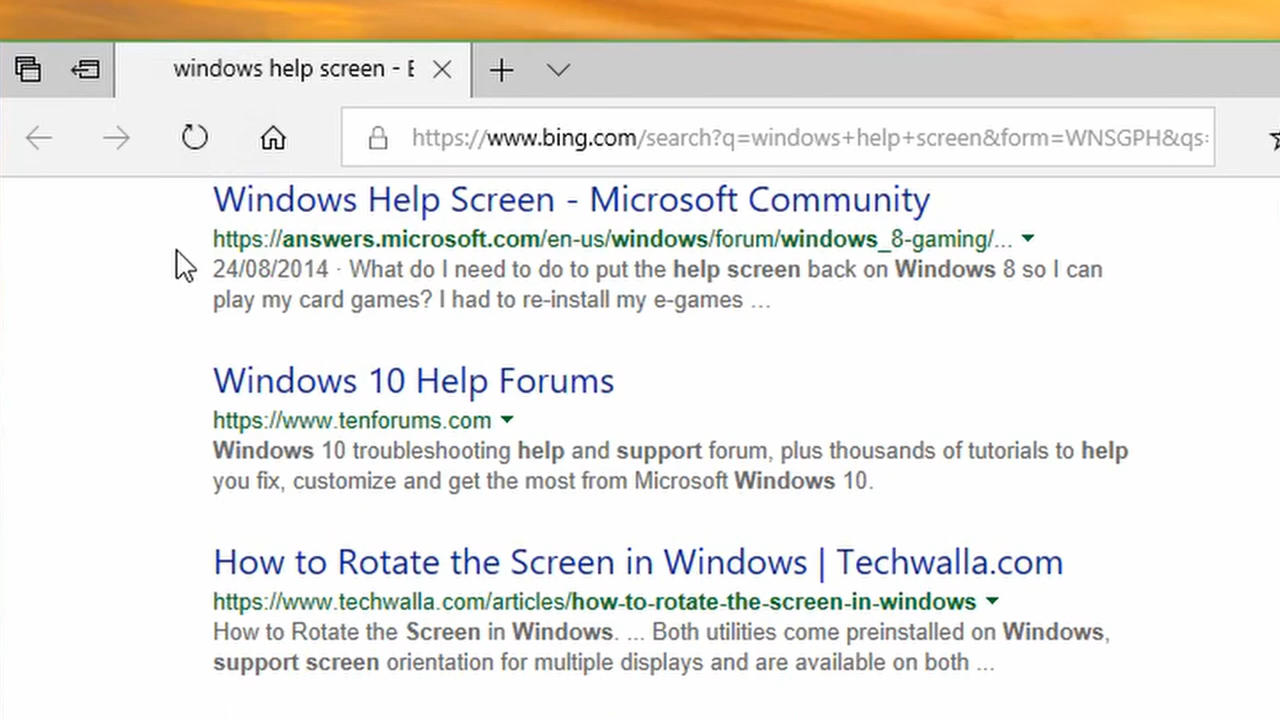 windows help screen -
https://www.bing.com/search?q=windows+help+screen&form=WNSGPH&qs
Windows Help Screen - Microsoft Community
https://answers.microsoft.com/en-us/windows/forum/windows_8-gaming/...
24/08/2014 · What do I need to do to put the help screen back on Windows 8 so I can
play my card games? I had to re-install my e-games ...
Windows 10 Help Forums
https://www.tenforums.com
Windows 10 troubleshooting help and support forum, plus thousands of tutorials to help
you fix, customize and get the most from Microsoft Windows 10.
How to Rotate the Screen in Windows | Techwalla.com
https://www.techwalla.com/articles/how-to-rotate-the-screen-in-windows
How to Rotate the Screen in Windows. ... Both utilities come preinstalled on Windows,
support screen orientation for multiple displays and are available on both ...